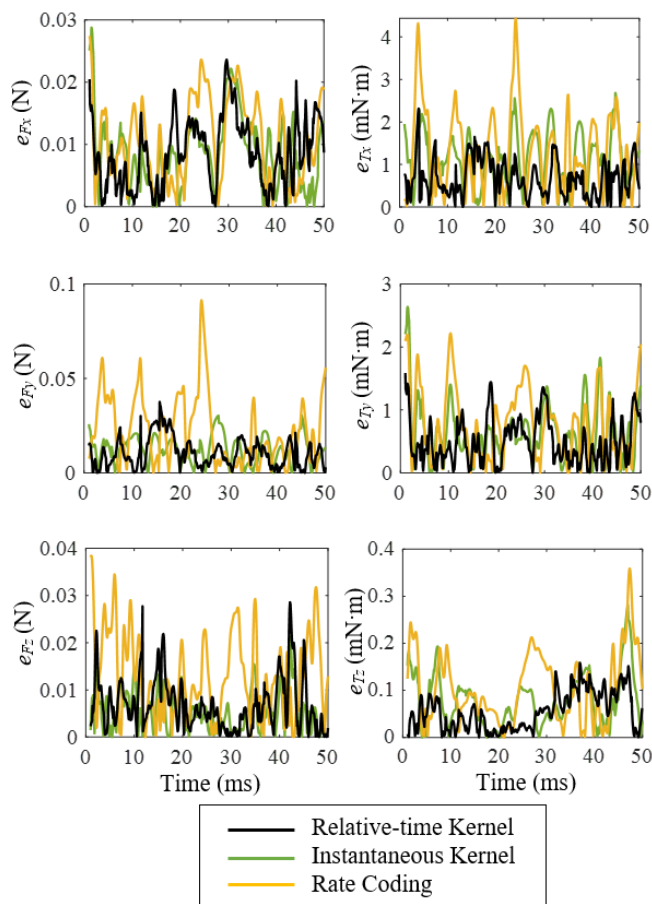 0.03
0.02
0.01
0
e_Fx (N)
0 10 20 30 40 50
4
3
2
1
0
e_Tx (mN·m)
0 10 20 30 40 50
0.1
0.05
0
e_Fy (N)
0 10 20 30 40 50
3
2
1
0
e_Ty (mN·m)
0 10 20 30 40 50
0.04
0.03
0.02
0.01
0
e_Fz (N)
0 10 20 30 40 50
Time (ms)
0.4
0.3
0.2
0.1
0
e_Tz (mN·m)
0 10 20 30 40 50
Time (ms)
Relative-time Kernel
Instantaneous Kernel
Rate Coding